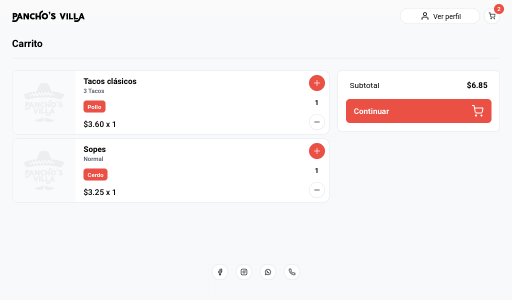 PANCHO'S VILLA
Ver perfil
2
Carrito
PANCHO'S
VILLA
Tacos clásicos
3 Tacos
Pollo
$3.60 x 1
1
Subtotal
$6.85
Continuar
PANCHO'S
VILLA
Sopes
Normal
Cerdo
$3.25 x 1
1